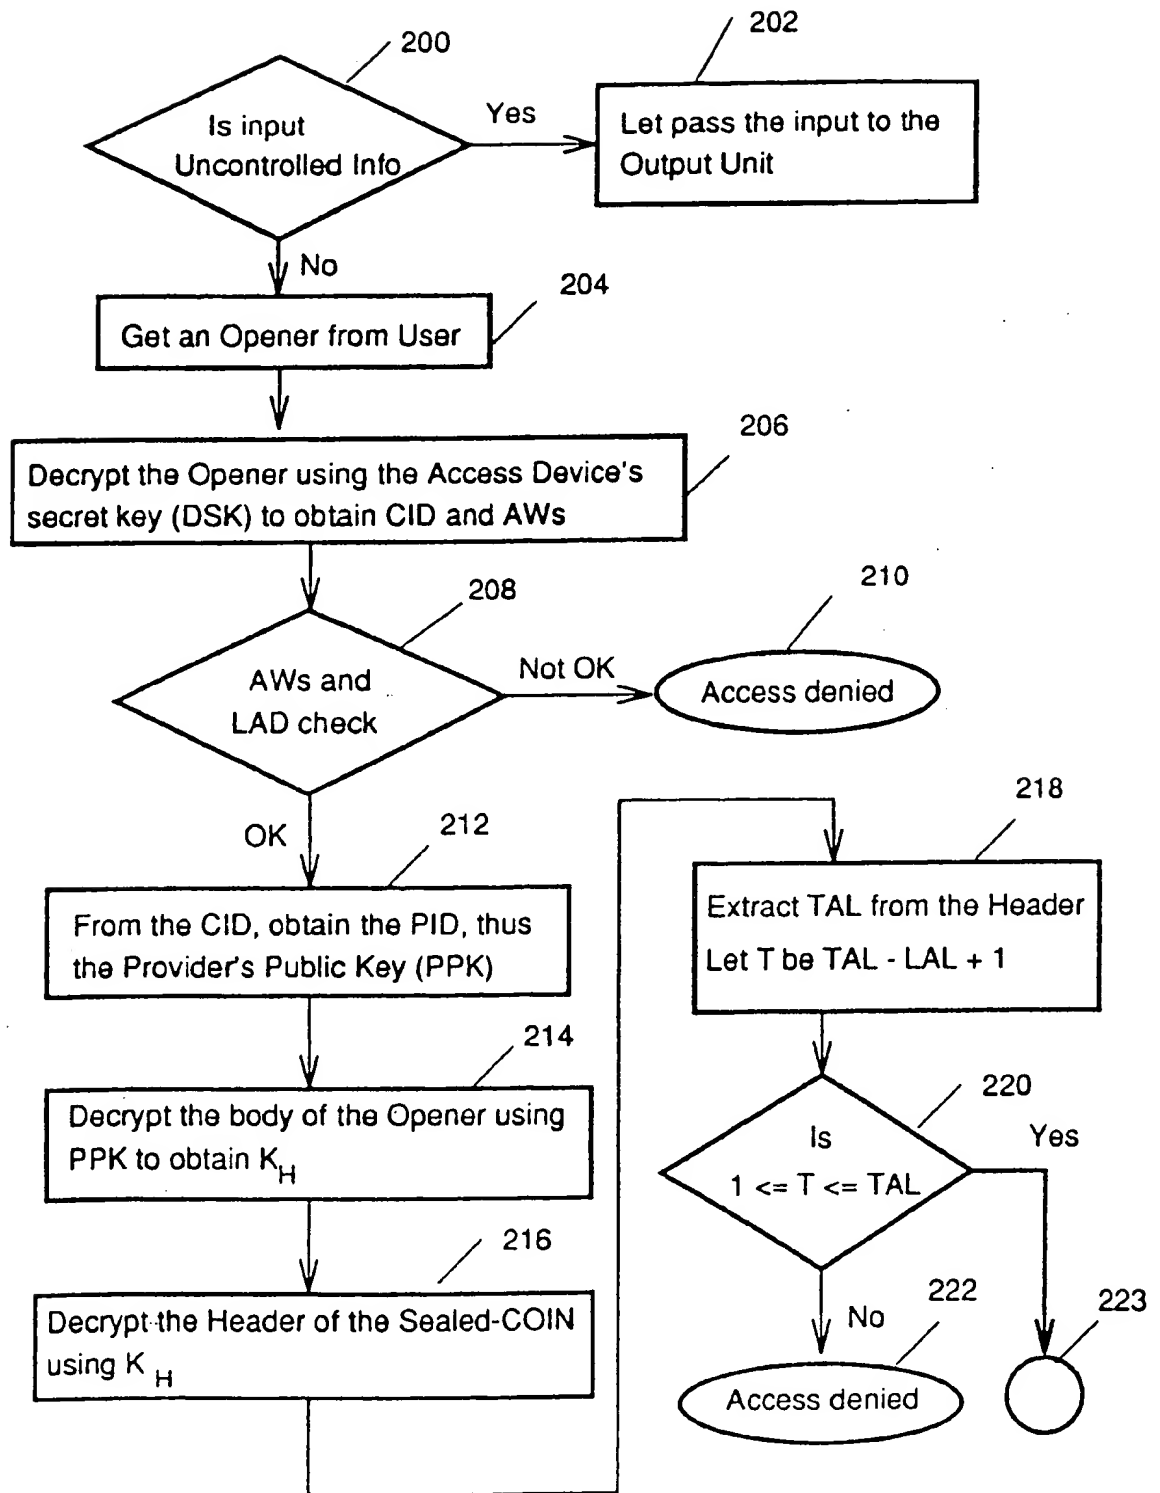 200
Is input
Uncontrolled Info
Yes
202
Let pass the input to the
Output Unit
No
204
Get an Opener from User
206
Decrypt the Opener using the Access Device's
secret key (DSK) to obtain CID and AWs
208
AWs and
LAD check
Not OK
210
Access denied
OK
212
From the CID, obtain the PID, thus
the Provider's Public Key (PPK)
214
Decrypt the body of the Opener using
PPK to obtain K_H
216
Decrypt the Header of the Sealed-COIN
using K_H
218
Extract TAL from the Header
Let T be TAL - LAL + 1
220
Is
1 <= T <= TAL
Yes
No
222
Access denied
223